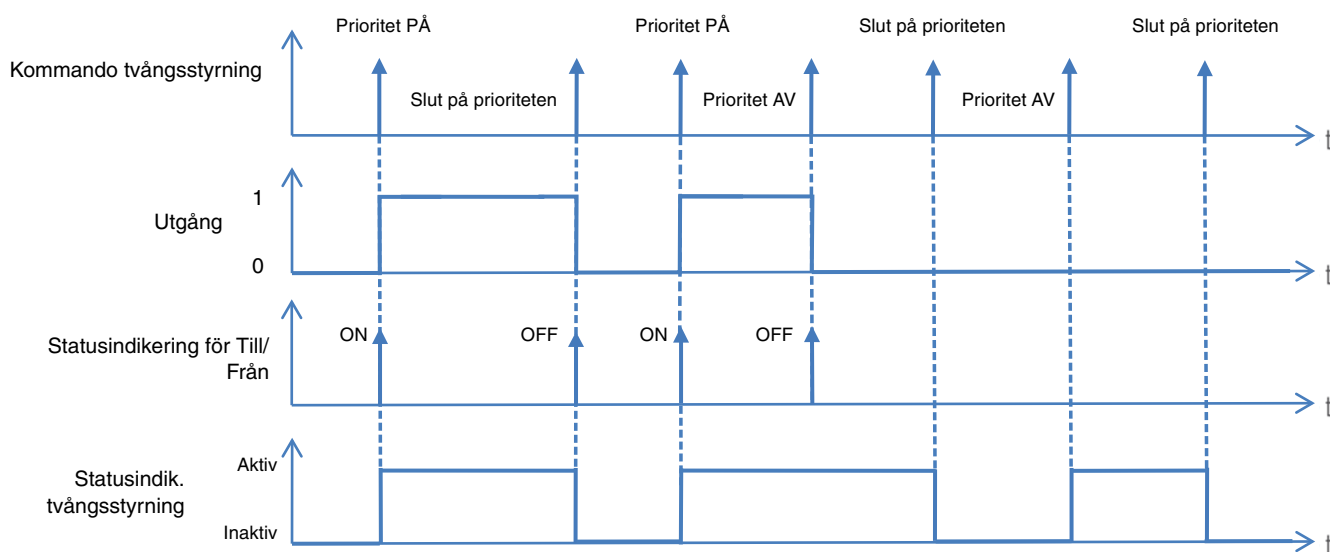 Prioritet PÅ
Prioritet PÅ
Slut på prioriteten
Slut på prioriteten
Kommando tvångsstyrning
Slut på prioriteten
Prioritet AV
Prioritet AV
t
1
Utgång
0
t
ON
OFF
ON
OFF
Statusindikering för Till/
Från
t
Aktiv
Statusindik.
tvångsstyrning
Inaktiv
t